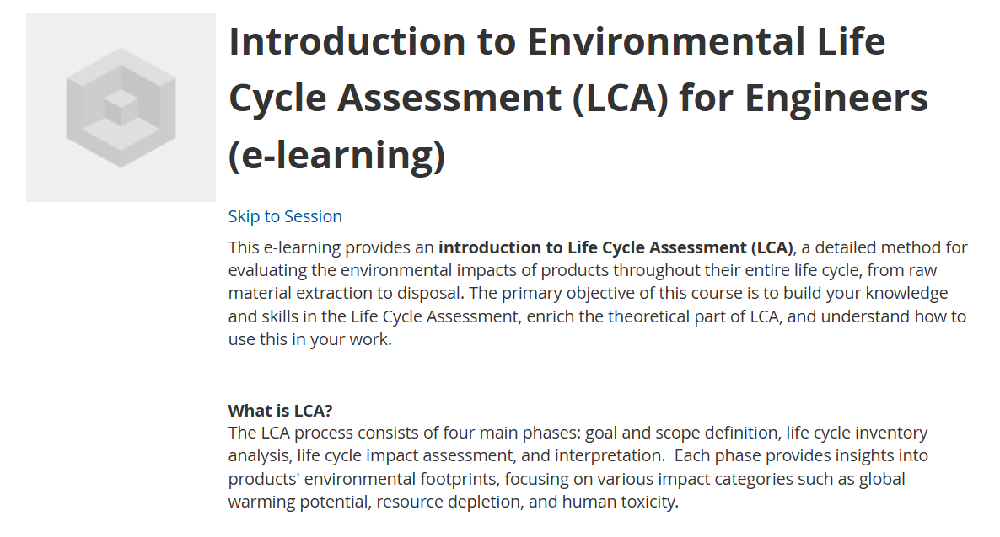 Introduction to Environmental Life
Cycle Assessment (LCA) for Engineers
(e-learning)
Skip to Session
This e-learning provides an introduction to Life Cycle Assessment (LCA), a detailed method for
evaluating the environmental impacts of products throughout their entire life cycle, from raw
material extraction to disposal. The primary objective of this course is to build your knowledge
and skills in the Life Cycle Assessment, enrich the theoretical part of LCA, and understand how to
use this in your work.
What is LCA?
The LCA process consists of four main phases: goal and scope definition, life cycle inventory
analysis, life cycle impact assessment, and interpretation.  Each phase provides insights into
products' environmental footprints, focusing on various impact categories such as global
warming potential, resource depletion, and human toxicity.